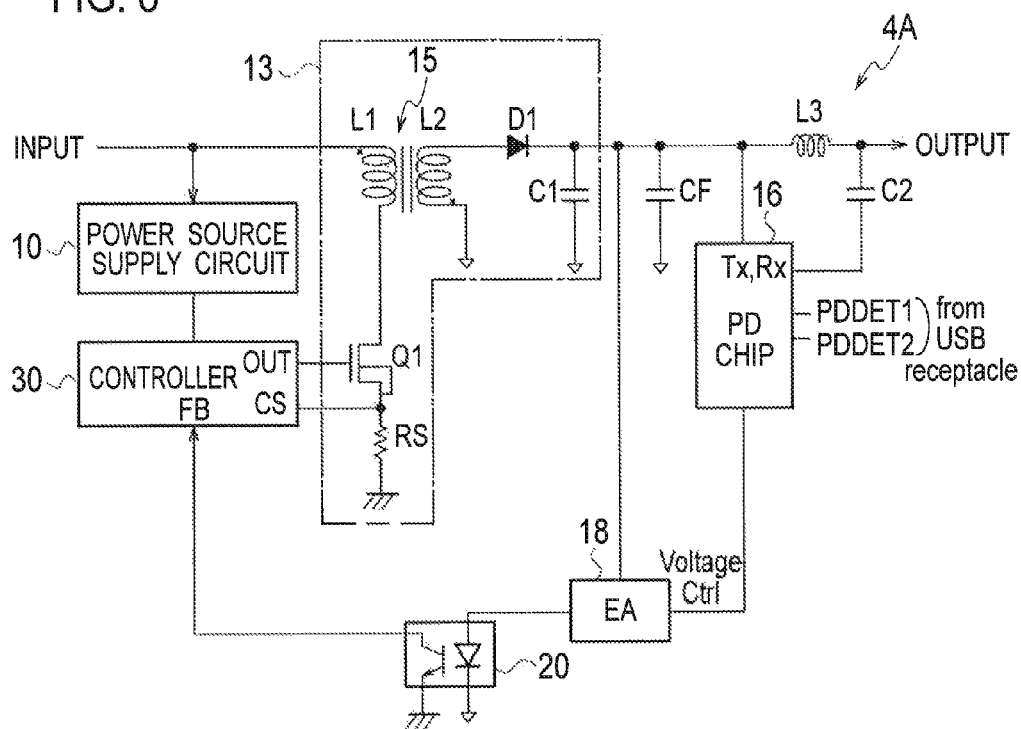 4A
13
15
L1
L2
D1
L3
INPUT
OUTPUT
C1
CF
16
C2
10
POWER SOURCE
SUPPLY CIRCUIT
Tx,Rx
PD
CHIP
PDDET1
PDDET2
from
USB
receptacle
30
CONTROLLER
OUT
FB
CS
Q1
RS
18
EA
Voltage
Ctrl
20